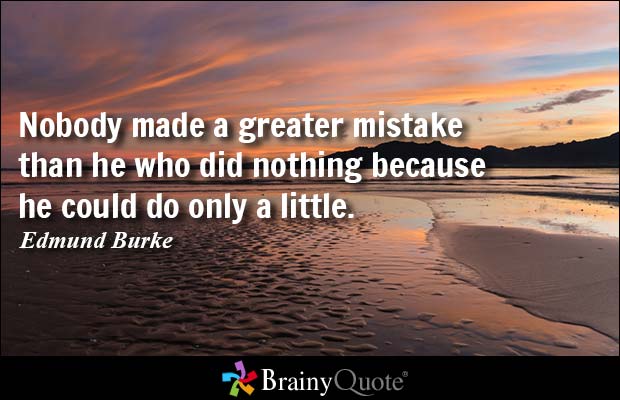 Nobody made a greater mistake
than he who did nothing because
he could do only a little.
Edmund Burke
BrainyQuote®